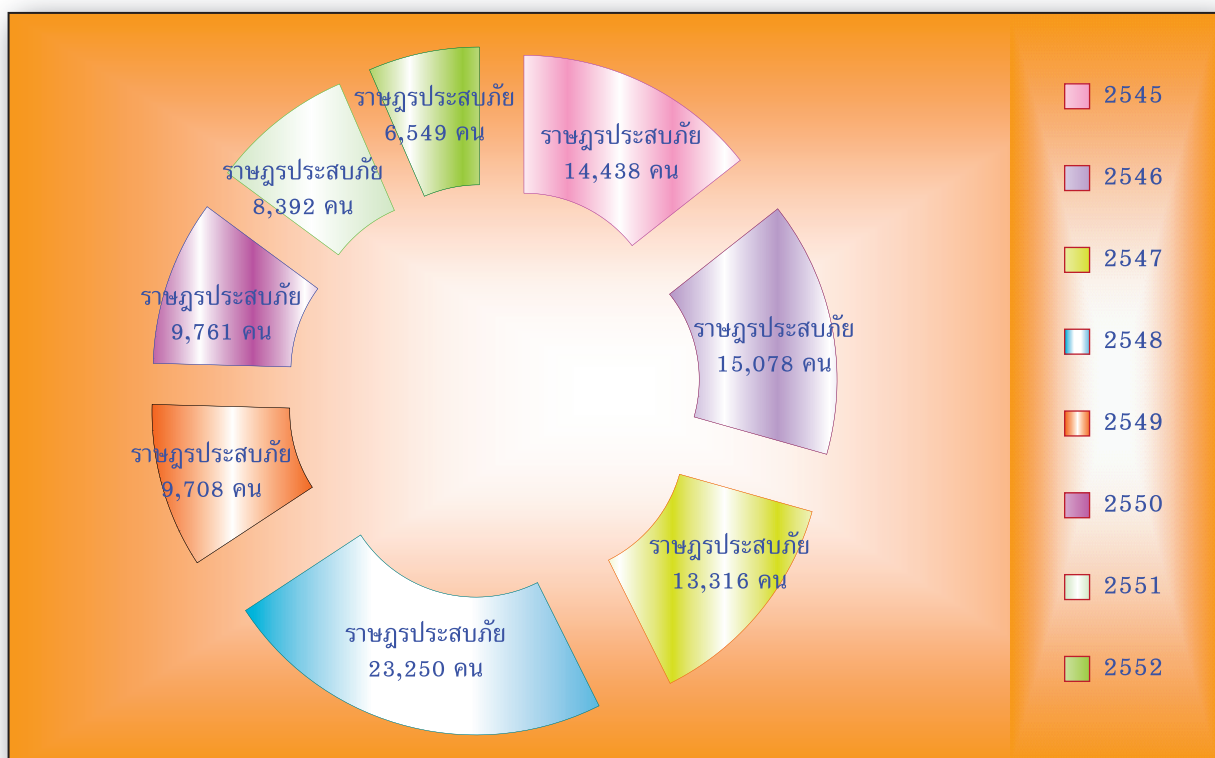 ราษฎรประสบภัย
6,549 คน
ราษฎรประสบภัย
14,438 คน
ราษฎรประสบภัย
8,392 คน
ราษฎรประสบภัย
9,761 คน
ราษฎรประสบภัย
15,078 คน
ราษฎรประสบภัย
9,708 คน
ราษฎรประสบภัย
13,316 คน
ราษฎรประสบภัย
23,250 คน
2545
2546
2547
2548
2549
2550
2551
2552